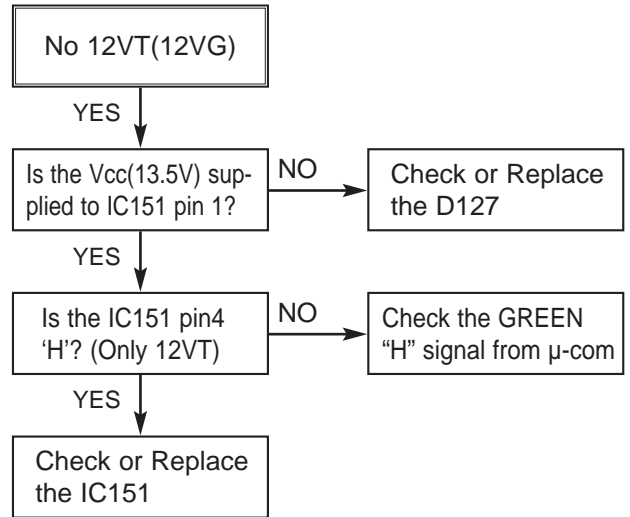 No 12VT(12VG)
YES
Is the Vcc(13.5V) sup-
plied to IC151 pin 1?
NO
Check or Replace
the D127
YES
Is the IC151 pin4
‘H’? (Only 12VT)
NO
Check the GREEN
“H” signal from µ-com
YES
Check or Replace
the IC151